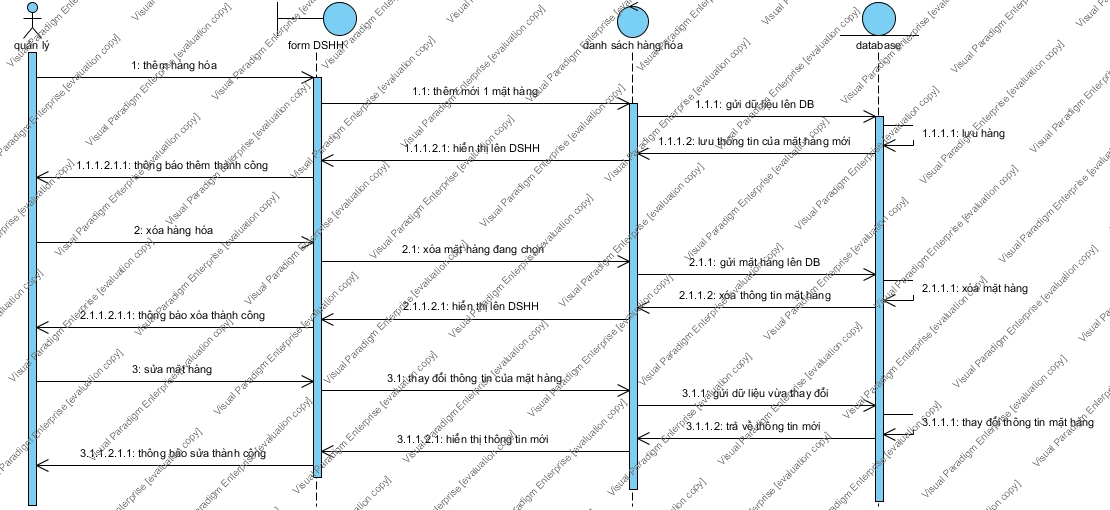 quản lý
form DSHH
danh sách hàng hóa
database
1: thêm hàng hóa
1.1: thêm mới 1 mặt hàng
1.1.1: gửi dữ liệu lên DB
1.1.1.1: lưu hàng
1.1.1.2: lưu thông tin của mặt hàng mới
1.1.1.2.1: hiển thị lên DSHH
1.1.1.2.1.1: thông báo thêm thành công
2: xóa hàng hóa
2.1: xóa mặt hàng đang chọn
2.1.1: gửi mặt hàng lên DB
2.1.1.1: xóa mặt hàng
2.1.1.2: xóa thông tin mặt hàng
2.1.1.2.1: hiển thị lên DSHH
2.1.1.2.1.1: thông báo xóa thành công
3: sửa mặt hàng
3.1: thay đổi thông tin của mặt hàng
3.1.1: gửi dữ liệu vừa thay đổi
3.1.1.1: thay đổi thông tin mặt hàng
3.1.1.2: trả về thông tin mới
3.1.1.2.1: hiển thị thông tin mới
3.1.1.2.1.1: thông báo sửa thành công
Visual Paradigm Enterprise [evaluation copy]